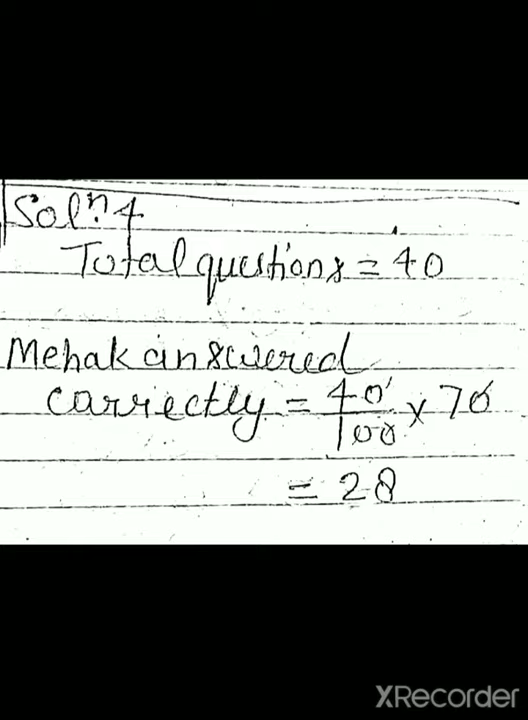 Solⁿ. 4
Total questions = 40
Mehak answered
correctly = 40/100 × 70
= 28
XRecorder